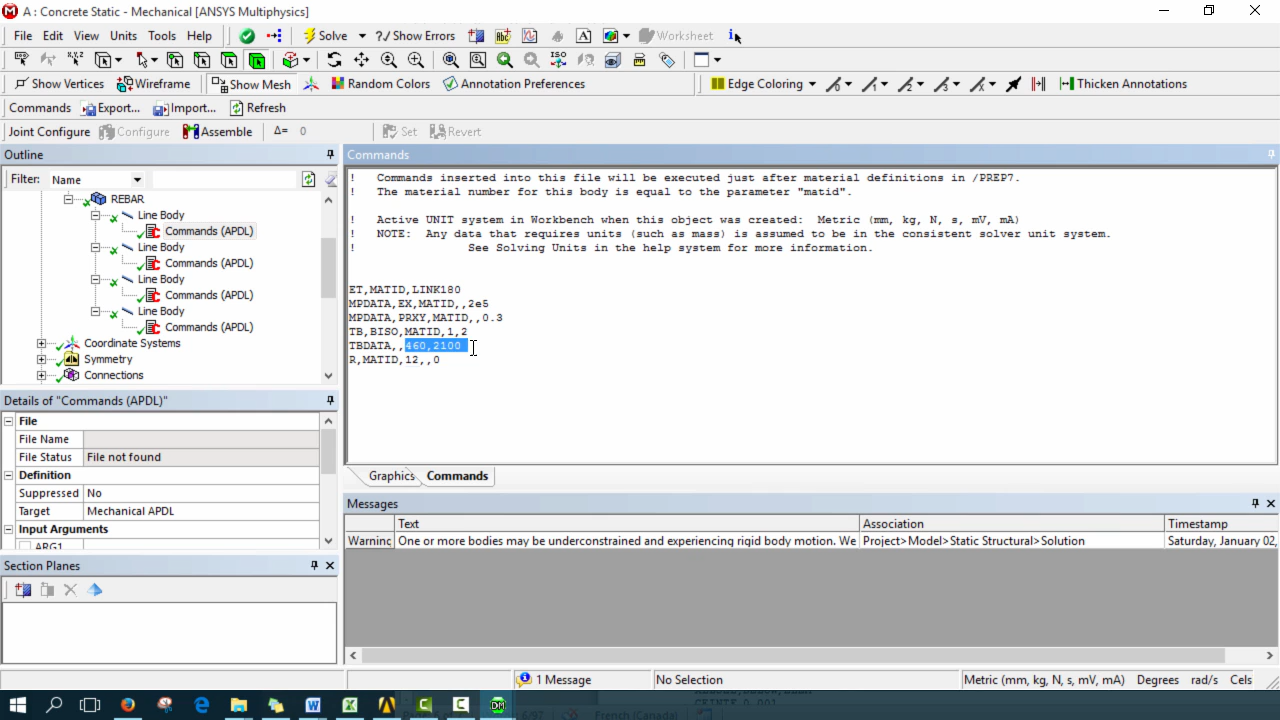 A : Concrete Static - Mechanical [ANSYS Multiphysics]
File Edit View Units Tools Help Solve ?/ Show Errors Worksheet
Show Vertices Wireframe Show Mesh Random Colors Annotation Preferences Edge Coloring Thicken Annotations
Commands Export... Import... Refresh
Joint Configure Configure Assemble Δ= 0 Set Revert
Outline
Filter: Name
REBAR
Line Body
Commands (APDL)
Line Body
Commands (APDL)
Line Body
Commands (APDL)
Line Body
Commands (APDL)
Coordinate Systems
Symmetry
Connections
Details of "Commands (APDL)"
File
File Name
File Status File not found
Definition
Suppressed No
Target Mechanical APDL
Input Arguments
ARG1
Section Planes
Commands
! Commands inserted into this file will be executed just after material definitions in /PREP7.
! The material number for this body is equal to the parameter "matid".
! Active UNIT system in Workbench when this object was created: Metric (mm, kg, N, s, mV, mA)
! NOTE: Any data that requires units (such as mass) is assumed to be in the consistent solver unit system.
! See Solving Units in the help system for more information.
ET,MATID,LINK180
MPDATA,EX,MATID,,2e5
MPDATA,PRXY,MATID,,0.3
TB,BISO,MATID,1,2
TBDATA,,460,2100
R,MATID,12,,0
Graphics Commands
Messages
Text Association Timestamp
Warning One or more bodies may be underconstrained and experiencing rigid body motion. We Project>Model>Static Structural>Solution Saturday, January 02,
1 Message No Selection Metric (mm, kg, N, s, mV, mA) Degrees rad/s Cels